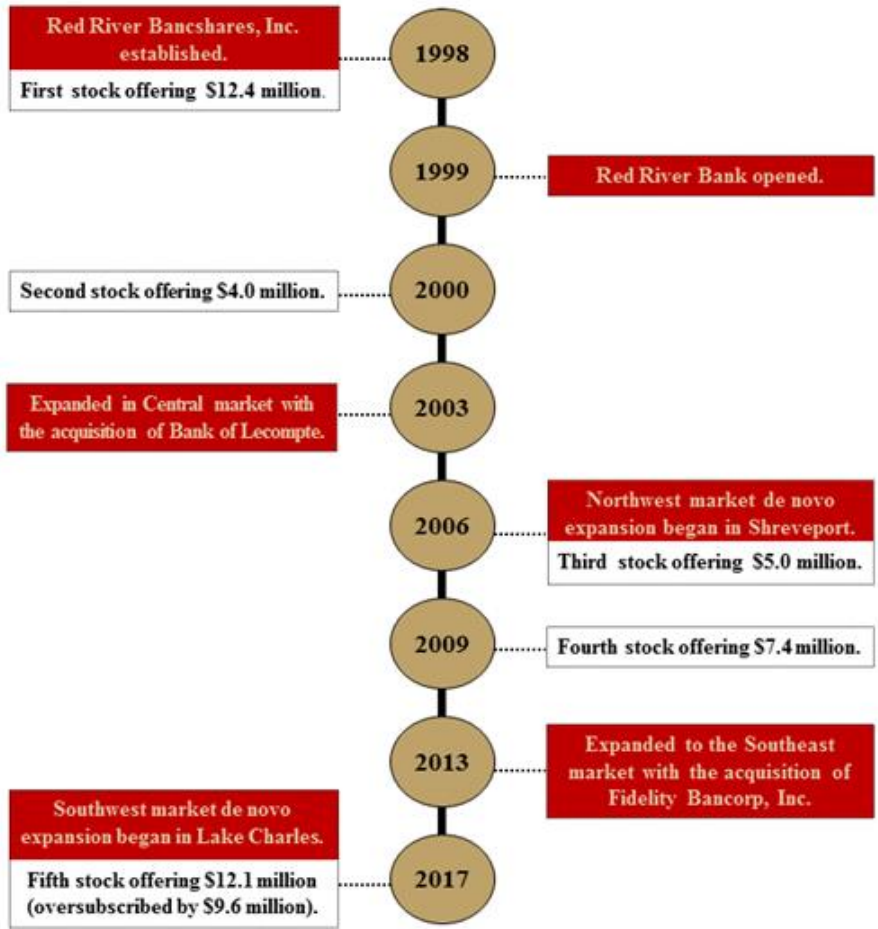 Red River Bancshares, Inc.
established.
First stock offering $12.4 million.
1998
1999
Red River Bank opened.
Second stock offering $4.0 million.
2000
Expanded in Central market with
the acquisition of Bank of Lecompte.
2003
2006
Northwest market de novo
expansion began in Shreveport.
Third stock offering $5.0 million.
2009
Fourth stock offering $7.4 million.
2013
Expanded to the Southeast
market with the acquisition of
Fidelity Bancorp, Inc.
Southwest market de novo
expansion began in Lake Charles.
Fifth stock offering $12.1 million
(oversubscribed by $9.6 million).
2017